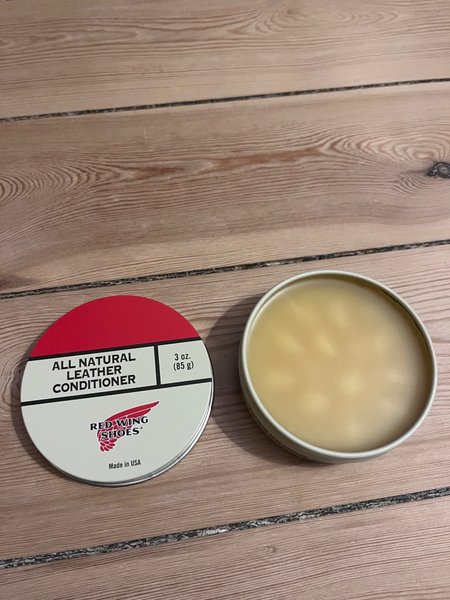 ALL NATURAL
LEATHER
CONDITIONER
3 oz.
(85 g)
RED WING
SHOES®
Made in USA